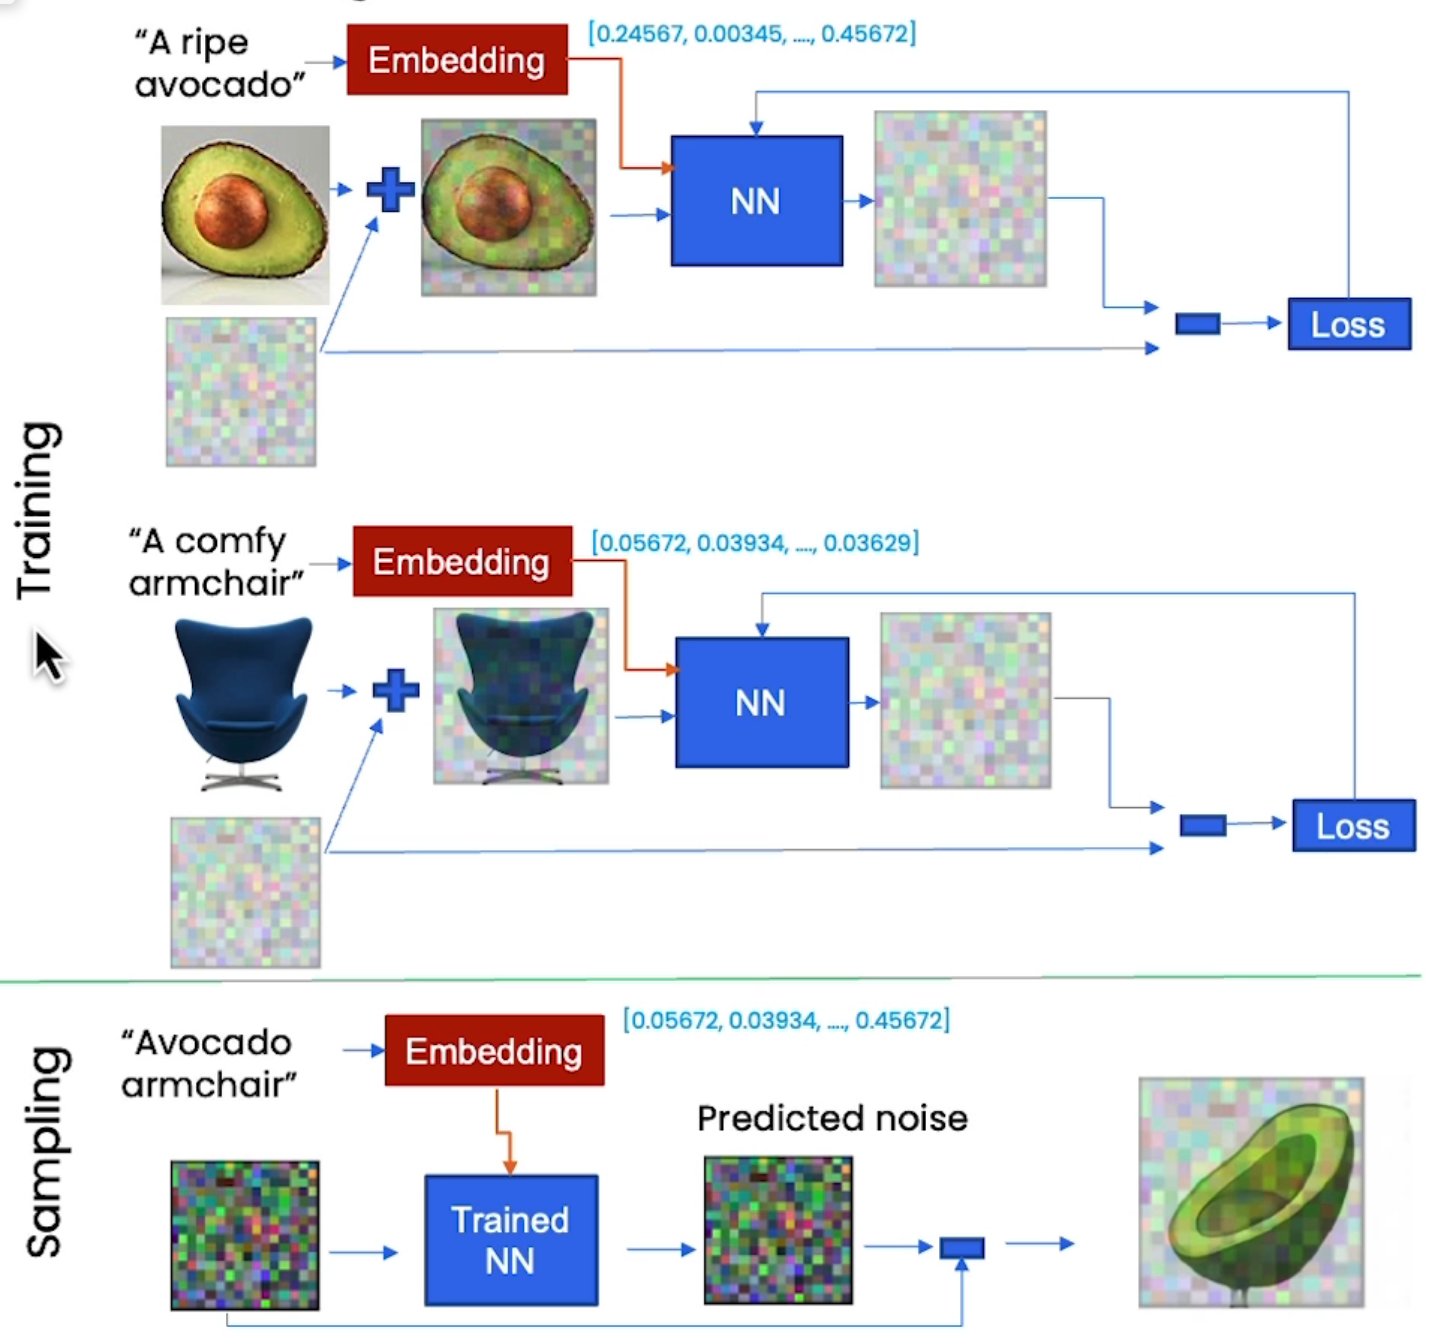 “A ripe
avocado”
Embedding
[0.24567, 0.00345, ...., 0.45672]
NN
Loss
Training
“A comfy
armchair”
Embedding
[0.05672, 0.03934, ...., 0.03629]
NN
Loss
Sampling
“Avocado
armchair”
Embedding
[0.05672, 0.03934, ...., 0.45672]
Predicted noise
Trained
NN